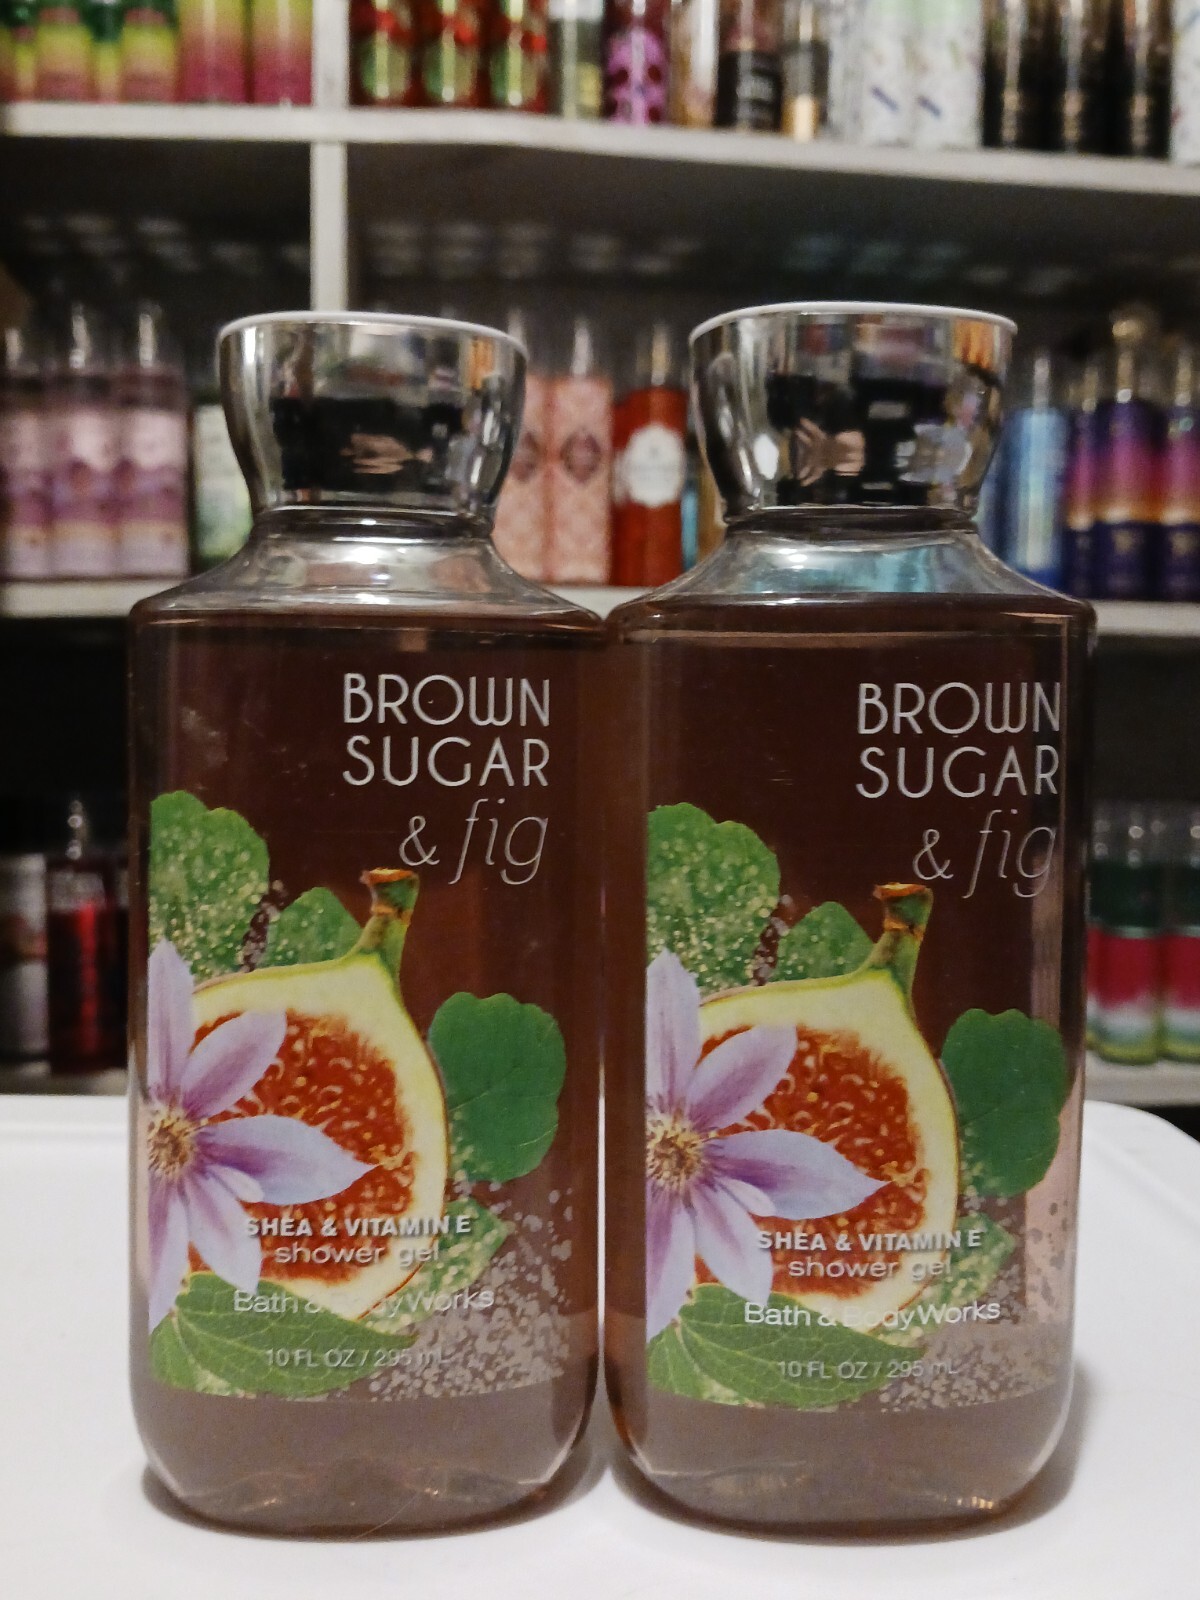 BROWN
SUGAR
& fig
SHEA & VITAMIN E
shower gel
Bath & Body Works
10 FL OZ / 295 mL
BROWN
SUGAR
& fig
SHEA & VITAMIN E
shower gel
Bath & Body Works
10 FL OZ / 295 mL